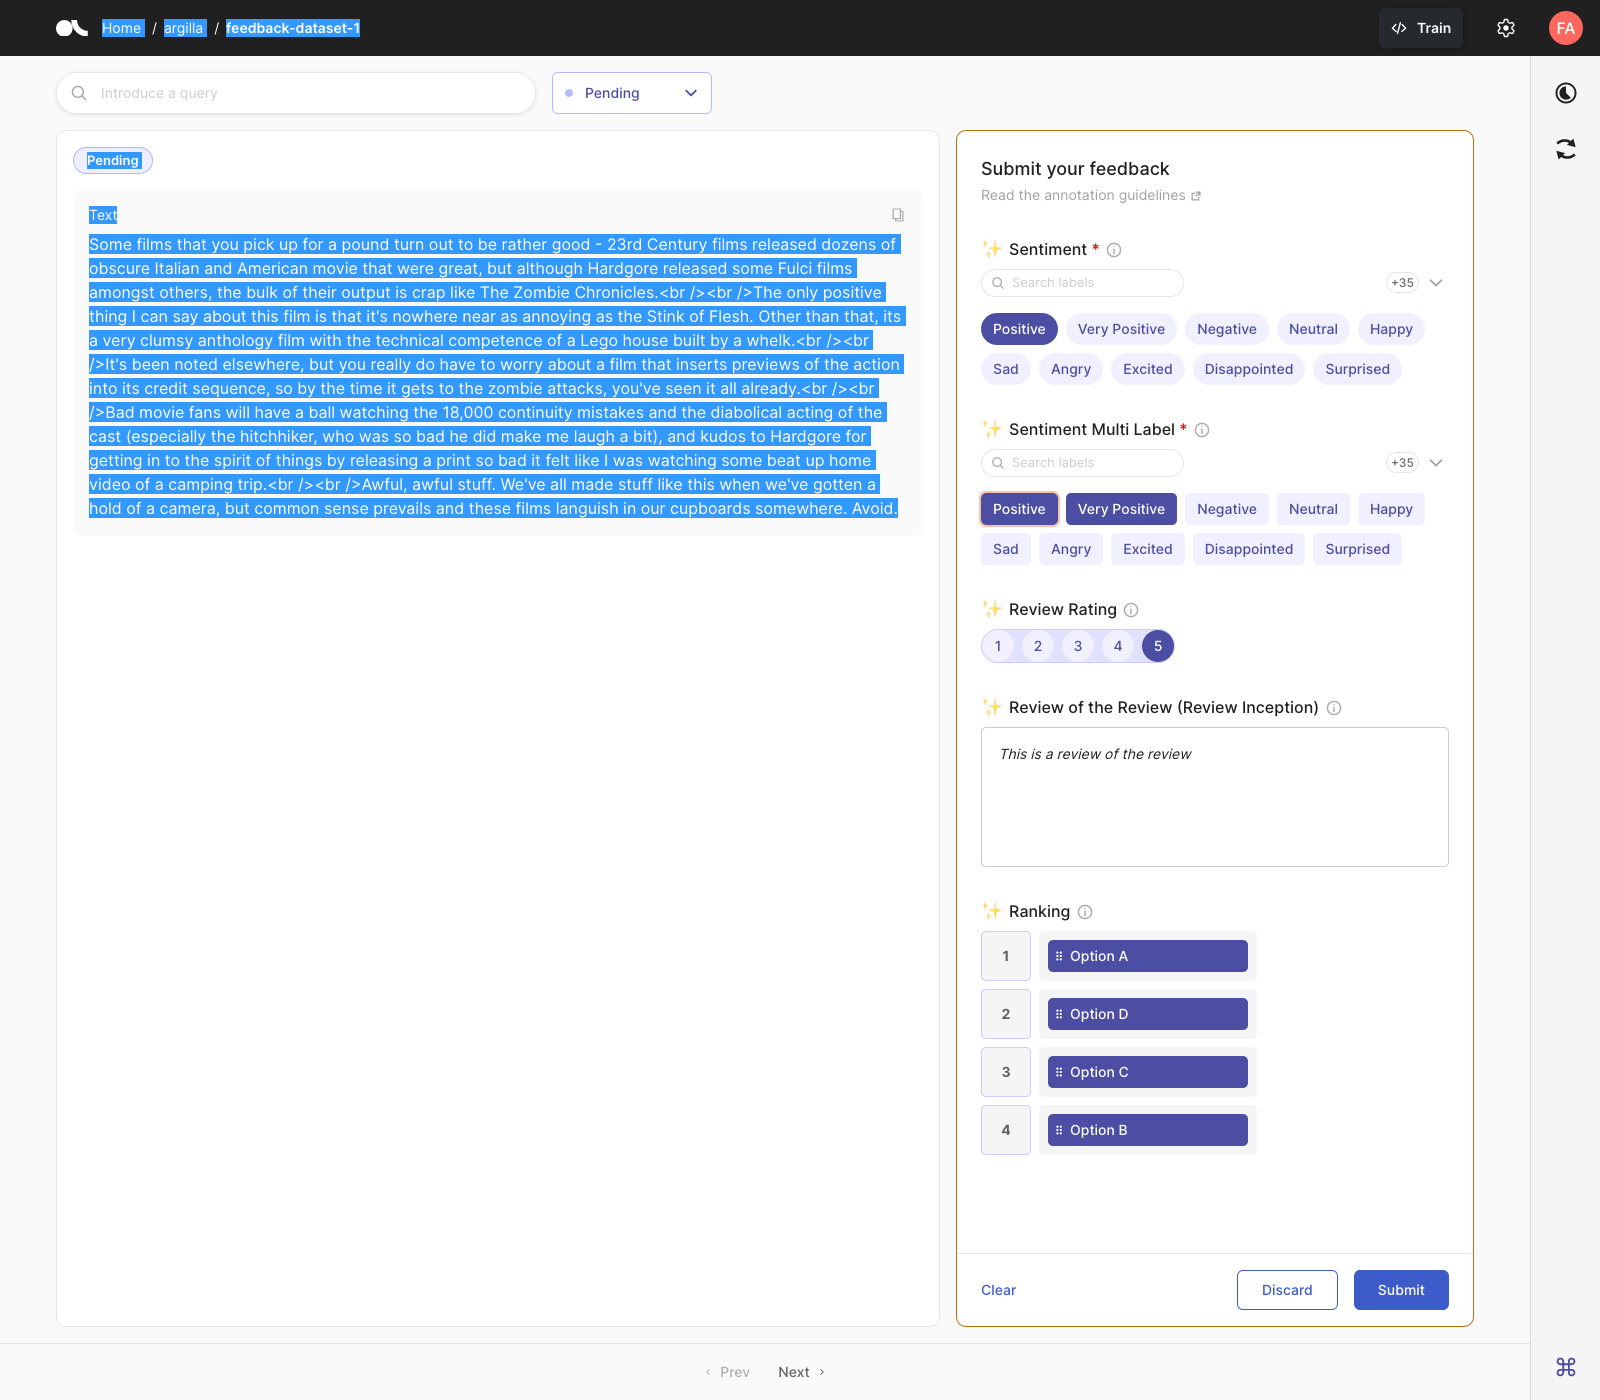 Home / argilla / feedback-dataset-1
Train
FA
Introduce a query
Pending
Pending
Text
Some films that you pick up for a pound turn out to be rather good - 23rd Century films released dozens of
obscure Italian and American movie that were great, but although Hardgore released some Fulci films
amongst others, the bulk of their output is crap like The Zombie Chronicles.<br /><br />The only positive
thing I can say about this film is that it's nowhere near as annoying as the Stink of Flesh. Other than that, its
a very clumsy anthology film with the technical competence of a Lego house built by a whelk.<br /><br
/>It's been noted elsewhere, but you really do have to worry about a film that inserts previews of the action
into its credit sequence, so by the time it gets to the zombie attacks, you've seen it all already.<br /><br
/>Bad movie fans will have a ball watching the 18,000 continuity mistakes and the diabolical acting of the
cast (especially the hitchhiker, who was so bad he did make me laugh a bit), and kudos to Hardgore for
getting in to the spirit of things by releasing a print so bad it felt like I was watching some beat up home
video of a camping trip.<br /><br />Awful, awful stuff. We've all made stuff like this when we've gotten a
hold of a camera, but common sense prevails and these films languish in our cupboards somewhere. Avoid.
Submit your feedback
Read the annotation guidelines
Sentiment *
Search labels
+35
Positive Very Positive Negative Neutral Happy
Sad Angry Excited Disappointed Surprised
Sentiment Multi Label *
Search labels
+35
Positive Very Positive Negative Neutral Happy
Sad Angry Excited Disappointed Surprised
Review Rating
1 2 3 4 5
Review of the Review (Review Inception)
This is a review of the review
Ranking
1 Option A
2 Option D
3 Option C
4 Option B
Clear
Discard
Submit
Prev
Next